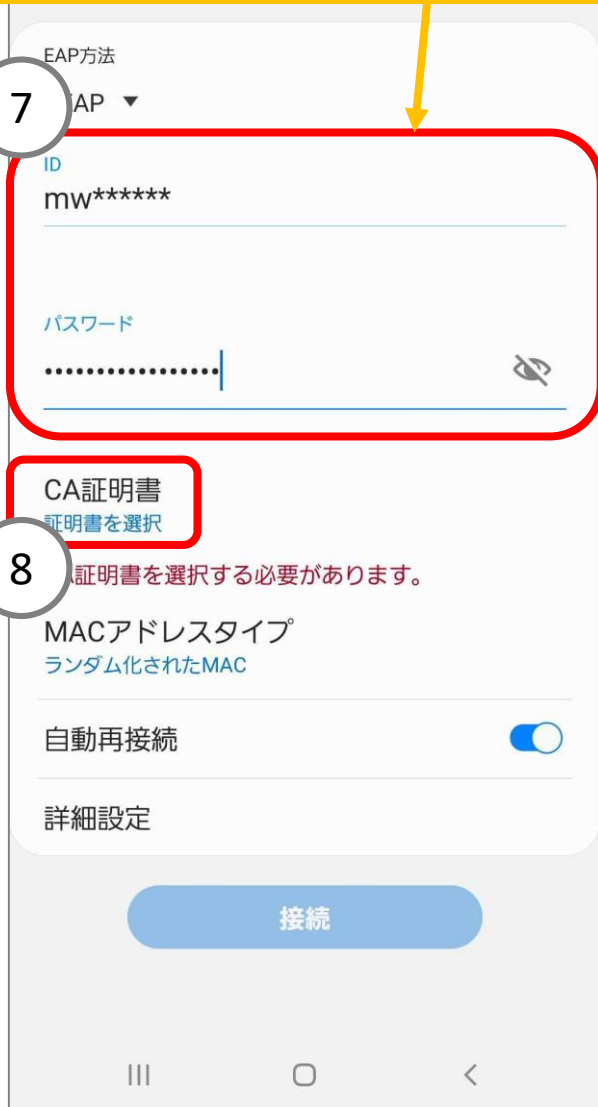 EAP方法
7
AP
ID
mw******
パスワード
•••••••••••••••••
CA証明書
証明書を選択
8
証明書を選択する必要があります。
MACアドレスタイプ
ランダム化されたMAC
自動再接続
詳細設定
接続